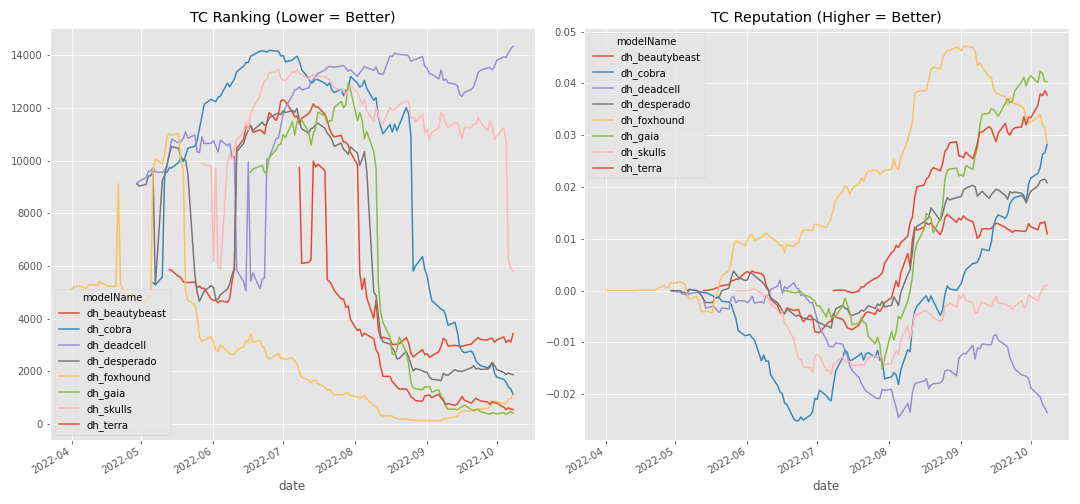 TC Ranking (Lower = Better)
14000
12000
10000
8000
6000
4000
2000
0
modelName
dh_beautybeast
dh_cobra
dh_deadcell
dh_desperado
dh_foxhound
dh_gaia
dh_skulls
dh_terra
2022-04
2022-05
2022-06
2022-07
2022-08
2022-09
2022-10
date
TC Reputation (Higher = Better)
0.05
0.04
0.03
0.02
0.01
0.00
−0.01
−0.02
modelName
dh_beautybeast
dh_cobra
dh_deadcell
dh_desperado
dh_foxhound
dh_gaia
dh_skulls
dh_terra
2022-04
2022-05
2022-06
2022-07
2022-08
2022-09
2022-10
date